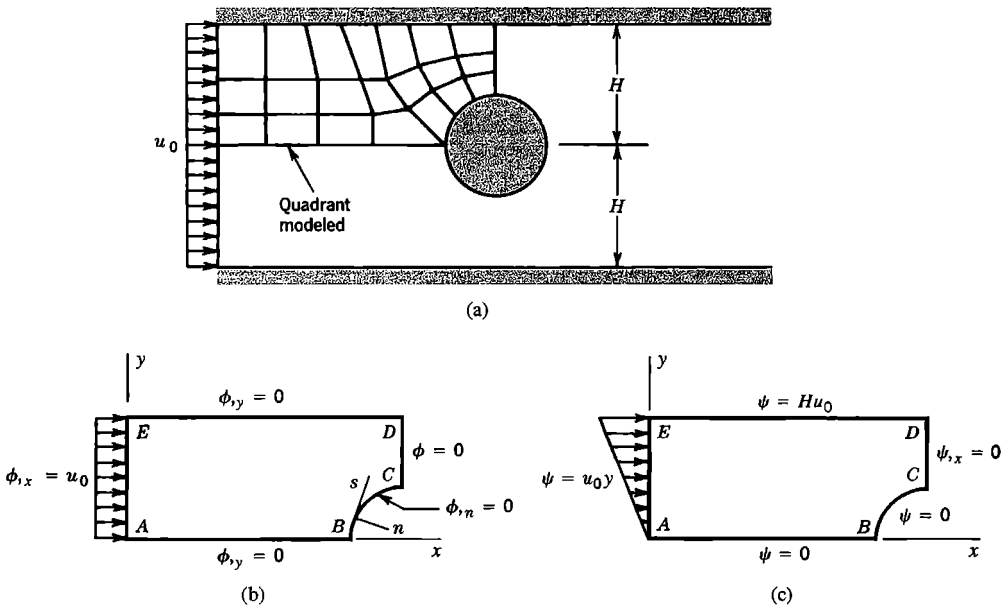 u₀
H
H
Quadrant
modeled
(a)
y
ϕ,y = 0
E
D
ϕ,x = u₀
ϕ = 0
C
s
ϕ,n = 0
A
B
n
x
ϕ,y = 0
(b)
y
ψ = Hu₀
E
D
ψ,x = 0
ψ = u₀y
C
ψ = 0
A
B
x
ψ = 0
(c)